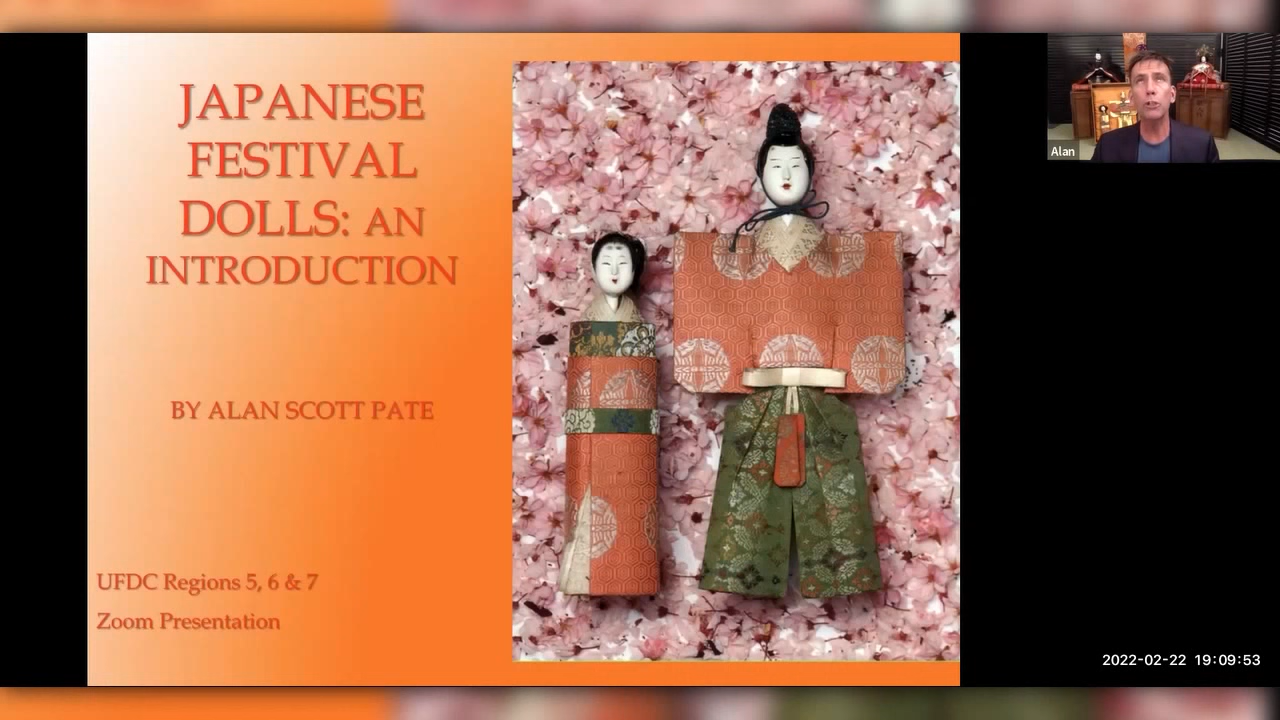 JAPANESE
FESTIVAL
DOLLS: AN
INTRODUCTION
BY ALAN SCOTT PATE
UFDC Regions 5, 6 & 7
Zoom Presentation
Alan
2022-02-22 19:09:53